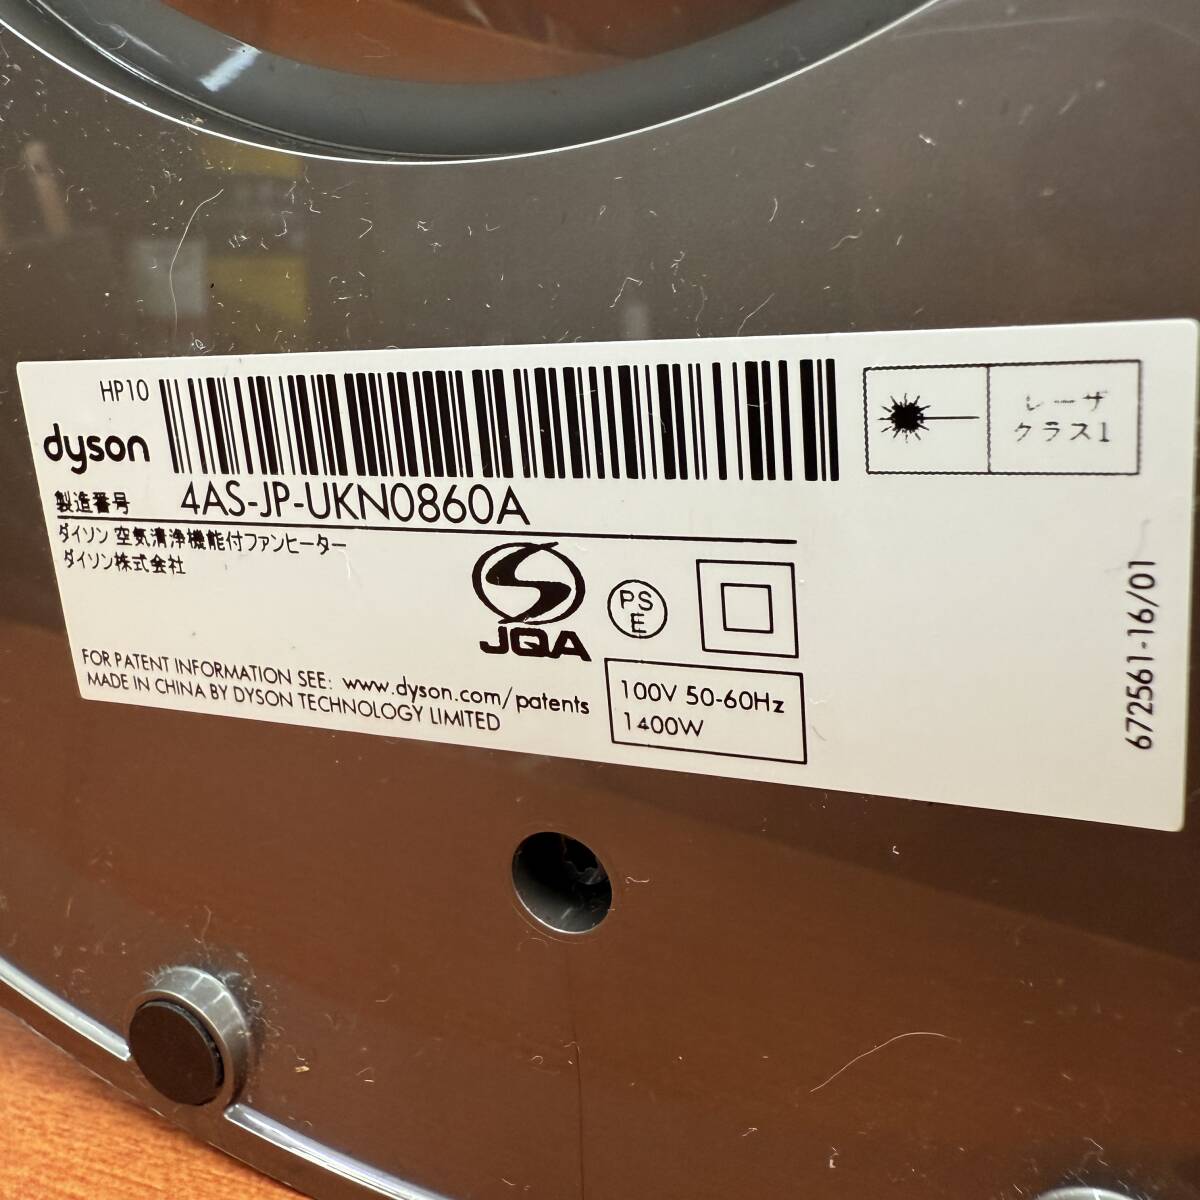 HP10
dyson
レーザ
クラス1
製造番号 4AS-JP-UKN0860A
ダイソン 空気清浄機能付ファンヒーター
ダイソン株式会社
JQA
PS
E
FOR PATENT INFORMATION SEE: www.dyson.com/patents
MADE IN CHINA BY DYSON TECHNOLOGY LIMITED
100V 50-60Hz
1400W
672561-16/01